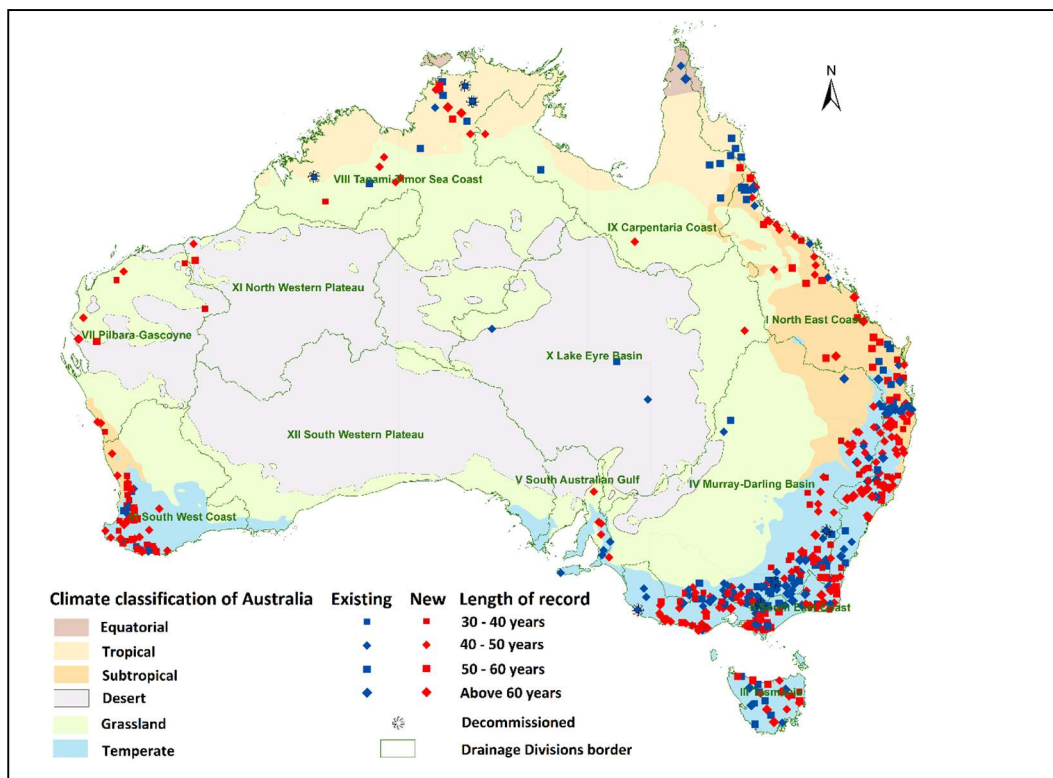 N
VIII Tanami-Timor Sea Coast
IX Carpentaria Coast
XI North Western Plateau
I North East Coast
VII Pilbara-Gascoyne
X Lake Eyre Basin
XII South Western Plateau
V South Australian Gulf
IV Murray-Darling Basin
South West Coast
South East Coast
III Tasmania
Climate classification of Australia Existing New Length of record
Equatorial 30 - 40 years
Tropical 40 - 50 years
Subtropical 50 - 60 years
Desert Above 60 years
Grassland Decommissioned
Temperate Drainage Divisions border